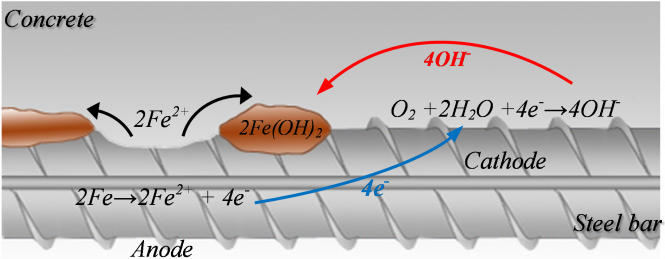 Concrete
4OH⁻
2Fe²⁺
O₂ +2H₂O +4e⁻→4OH⁻
2Fe(OH)₂
Cathode
2Fe→2Fe²⁺ + 4e⁻
4e⁻
Steel bar
Anode